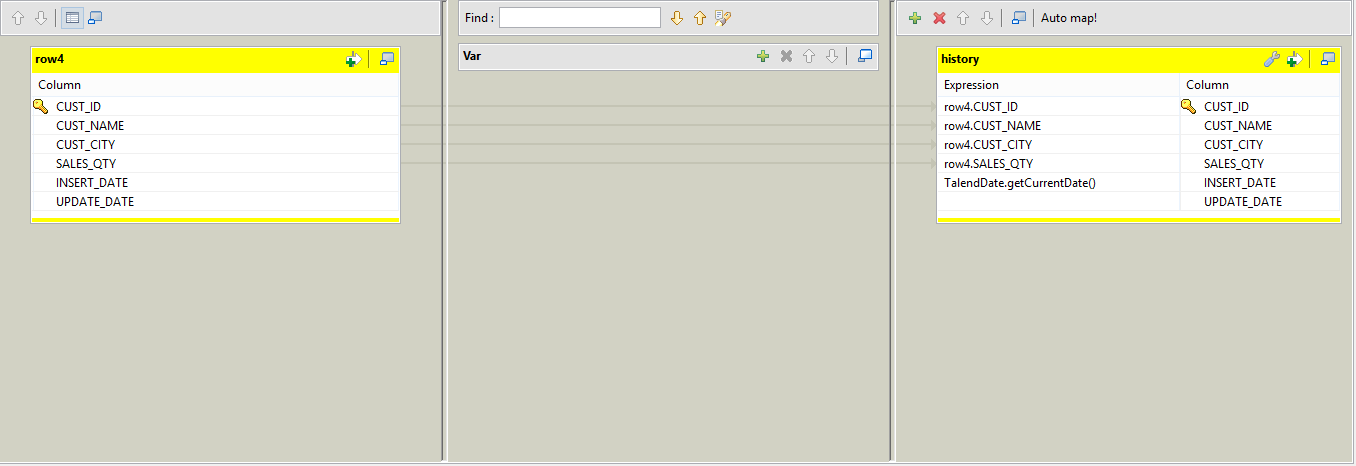 Find :
Auto map!
row4
Var
history
Column
Expression Column
CUST_ID
row4.CUST_ID CUST_ID
CUST_NAME
row4.CUST_NAME CUST_NAME
CUST_CITY
row4.CUST_CITY CUST_CITY
SALES_QTY
row4.SALES_QTY SALES_QTY
INSERT_DATE
TalendDate.getCurrentDate() INSERT_DATE
UPDATE_DATE
UPDATE_DATE